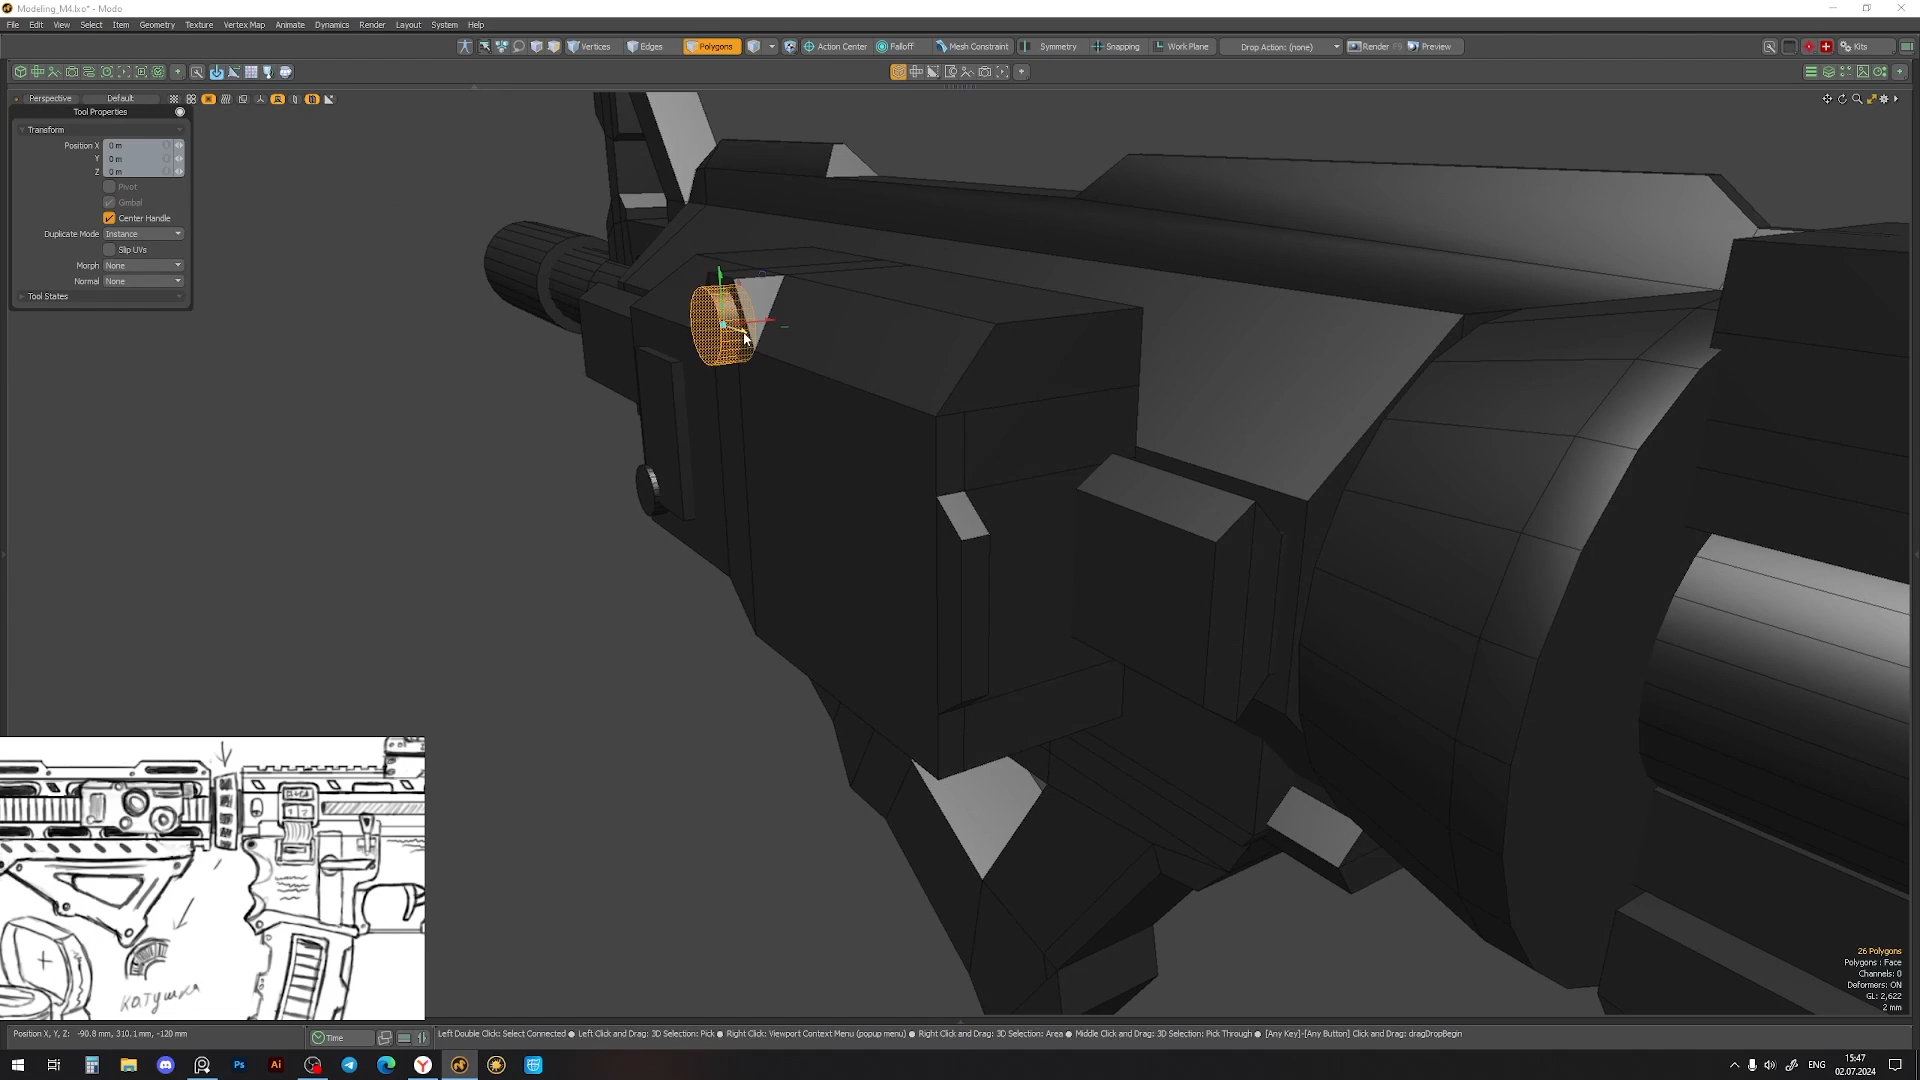 Modeling_M4.lxo* - Modo
File Edit View Select Item Geometry Texture Vertex Map Animate Dynamics Render Layout System Help
Vertices Edges Polygons Action Center Falloff Mesh Constraint Symmetry Snapping Work Plane Drop Action: (none) Render F9 Preview Kits
Perspective Default
Tool Properties
Transform
Position X 0 m
Y 0 m
Z 0 m
Pivot
Gimbal
Center Handle
Duplicate Mode Instance
Slip UVs
Morph None
Normal None
Tool States
катушка
26 Polygons
Polygons : Face
Channels: 0
Deformers: ON
GL: 2,622
2 mm
Position X, Y, Z: -90.8 mm, 310.1 mm, -120 mm
Time
Left Double Click: Select Connected ● Left Click and Drag: 3D Selection: Pick ● Right Click: Viewport Context Menu (popup menu) ● Right Click and Drag: 3D Selection: Area ● Middle Click and Drag: 3D Selection: Pick Through ● [Any Key]-[Any Button] Click and Drag: dragDropBegin
Ps Ai Y
ENG
15:47
02.07.2024